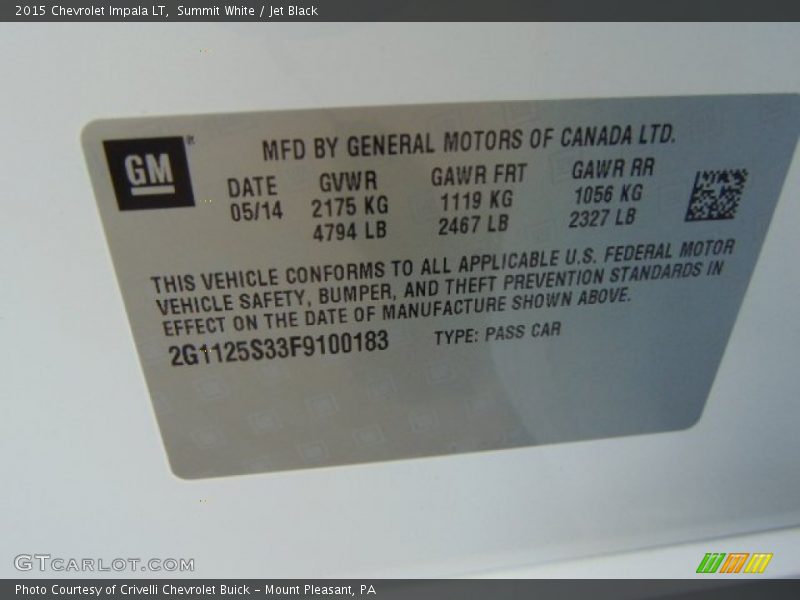 2015 Chevrolet Impala LT, Summit White / Jet Black
GM
MFD BY GENERAL MOTORS OF CANADA LTD.
DATE GVWR GAWR FRT GAWR RR
05/14 2175 KG 1119 KG 1056 KG
4794 LB 2467 LB 2327 LB
THIS VEHICLE CONFORMS TO ALL APPLICABLE U.S. FEDERAL MOTOR
VEHICLE SAFETY, BUMPER, AND THEFT PREVENTION STANDARDS IN
EFFECT ON THE DATE OF MANUFACTURE SHOWN ABOVE.
2G1125S33F9100183 TYPE: PASS CAR
GTCARLOT.COM
Photo Courtesy of Crivelli Chevrolet Buick - Mount Pleasant, PA